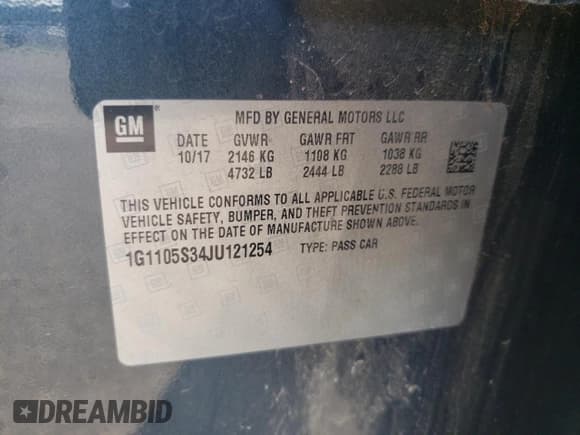 GM
MFD BY GENERAL MOTORS LLC
DATE GVWR GAWR FRT GAWR RR
10/17 2146 KG 1108 KG 1038 KG
4732 LB 2444 LB 2288 LB
THIS VEHICLE CONFORMS TO ALL APPLICABLE U.S. FEDERAL MOTOR
VEHICLE SAFETY, BUMPER, AND THEFT PREVENTION STANDARDS IN
EFFECT ON THE DATE OF MANUFACTURE SHOWN ABOVE.
1G1105S34JU121254 TYPE: PASS CAR
DREAMBID